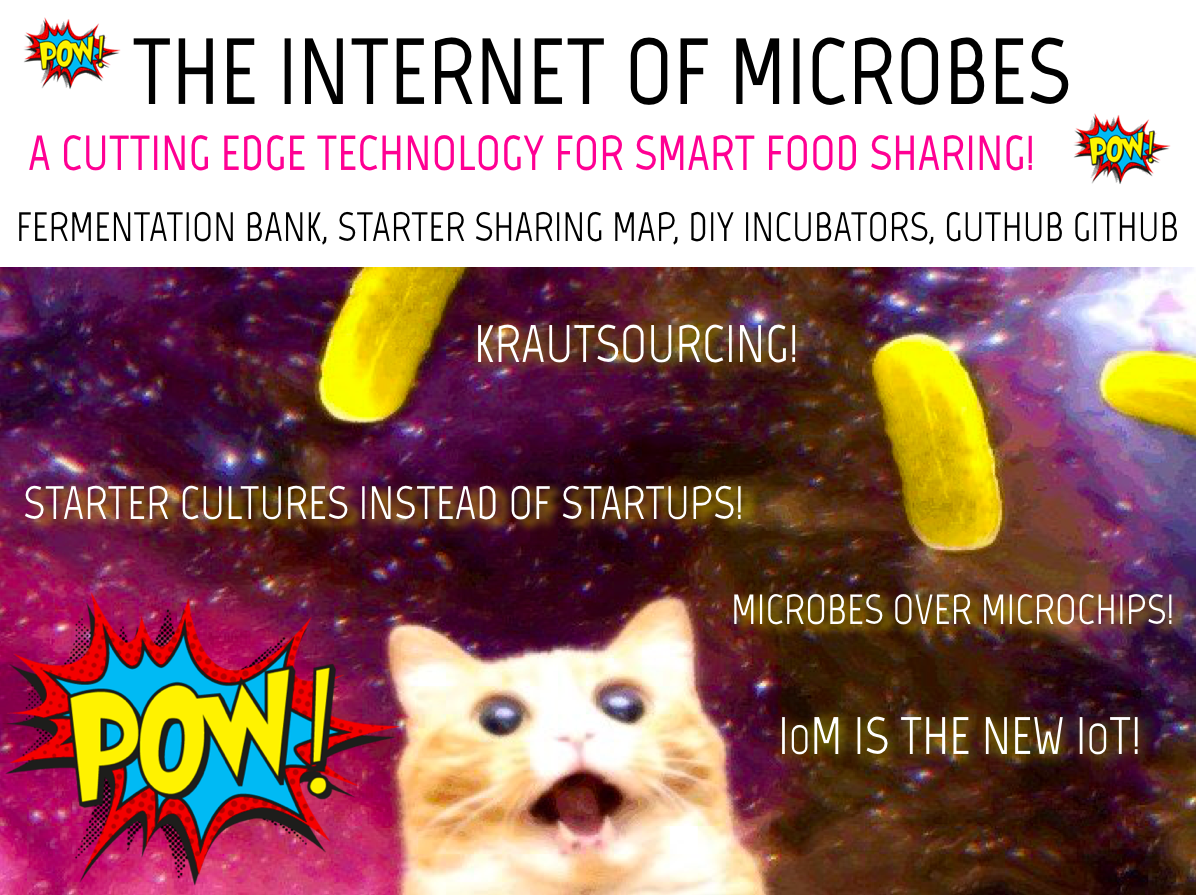 POW!
THE INTERNET OF MICROBES
A CUTTING EDGE TECHNOLOGY FOR SMART FOOD SHARING!
POW!
FERMENTATION BANK, STARTER SHARING MAP, DIY INCUBATORS, GUTHUB GITHUB
KRAUTSOURCING!
STARTER CULTURES INSTEAD OF STARTUPS!
MICROBES OVER MICROCHIPS!
POW!
IoM IS THE NEW IoT!